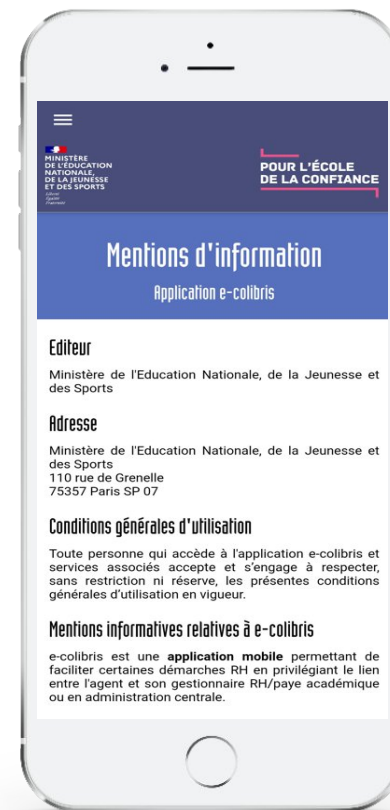 MINISTÈRE
DE L'ÉDUCATION
NATIONALE,
DE LA JEUNESSE
ET DES SPORTS
Liberté
Égalité
Fraternité
POUR L'ÉCOLE
DE LA CONFIANCE
Mentions d'information
Application e-colibris
Editeur
Ministère de l'Education Nationale, de la Jeunesse et
des Sports
Adresse
Ministère de l'Education Nationale, de la Jeunesse et
des Sports
110 rue de Grenelle
75357 Paris SP 07
Conditions générales d'utilisation
Toute personne qui accède à l'application e-colibris et
services associés accepte et s'engage à respecter,
sans restriction ni réserve, les présentes conditions
générales d'utilisation en vigueur.
Mentions informatives relatives à e-colibris
e-colibris est une application mobile permettant de
faciliter certaines démarches RH en privilégiant le lien
entre l'agent et son gestionnaire RH/paye académique
ou en administration centrale.